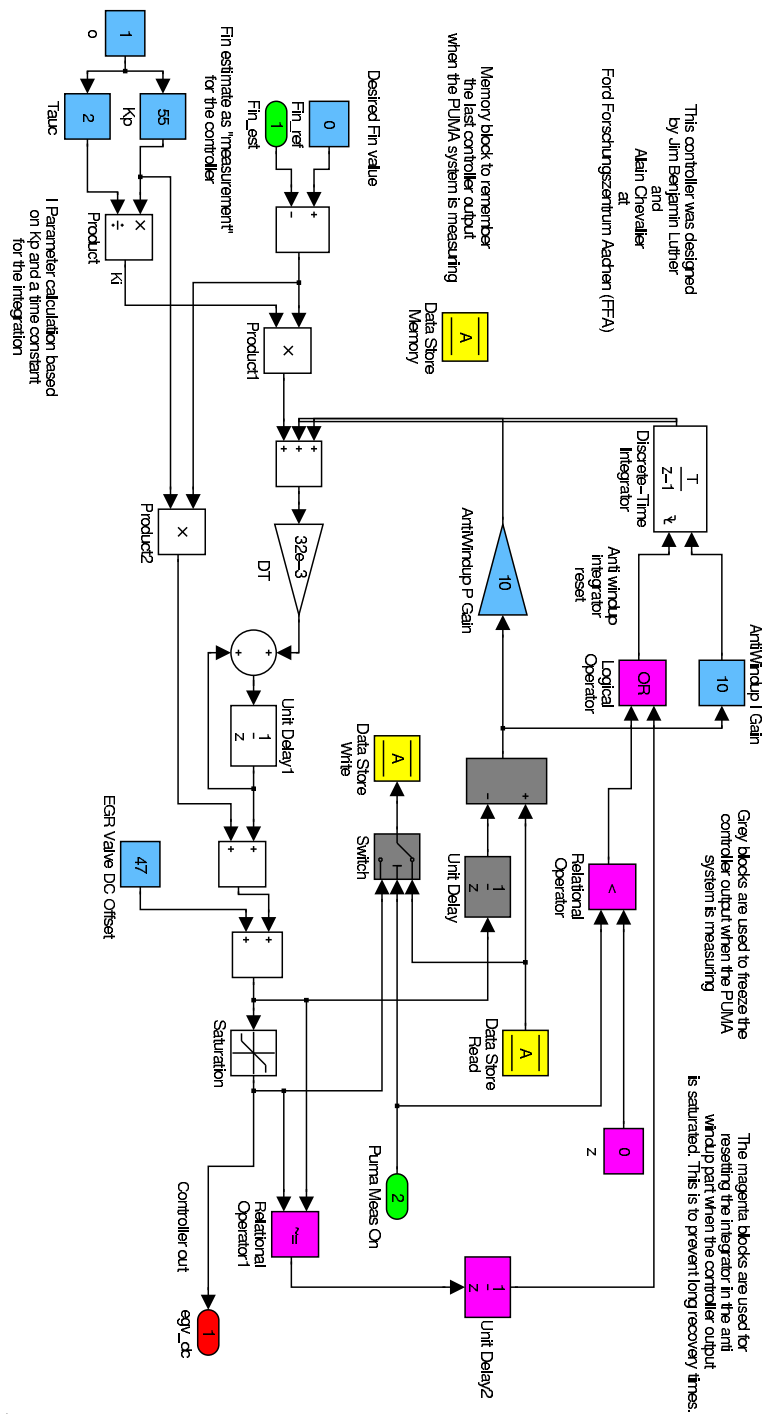 This controller was designed
by Jim Benjamin Luther
and
Alain Chevalier
at
Ford Forschungszentrum Aachen (FFA)
AntiWindup I Gain
10
Grey blocks are used to freeze the
controller output when the PUMA
system is measuring
The magenta blocks are used for
resetting the integrator in the anti
windup part when the controller output
is saturated. This is to prevent long recovery times.
T
z-1
Discrete-Time
Integrator
Anti windup
integrator
reset
OR
Logical
Operator
<
Relational
Operator
0
z
Memory block to remember
the last controller output
when the PUMA system is measuring
A
Data Store
Memory
10
AntiWindup P Gain
+
-
1
z
Unit Delay
A
Data Store
Read
1
z
Unit Delay2
A
Data Store
Write
Switch
2
Puma Meas On
Desired Fin value
0
Fin_ref
1
Fin_est
Fin estimate as "measurement"
for the controller
+
-
×
Product1
+
+
+
32e-3
DT
+
+
1
z
Unit Delay1
+
+
+
+
Saturation
~=
Relational
Operator1
Controller out
1
egv_dc
1
o
55
Kp
2
Tauc
×
÷
Product
Ki
×
Product2
47
EGR Valve DC Offset
I Parameter calculation based
on Kp and a time constant
for the integration